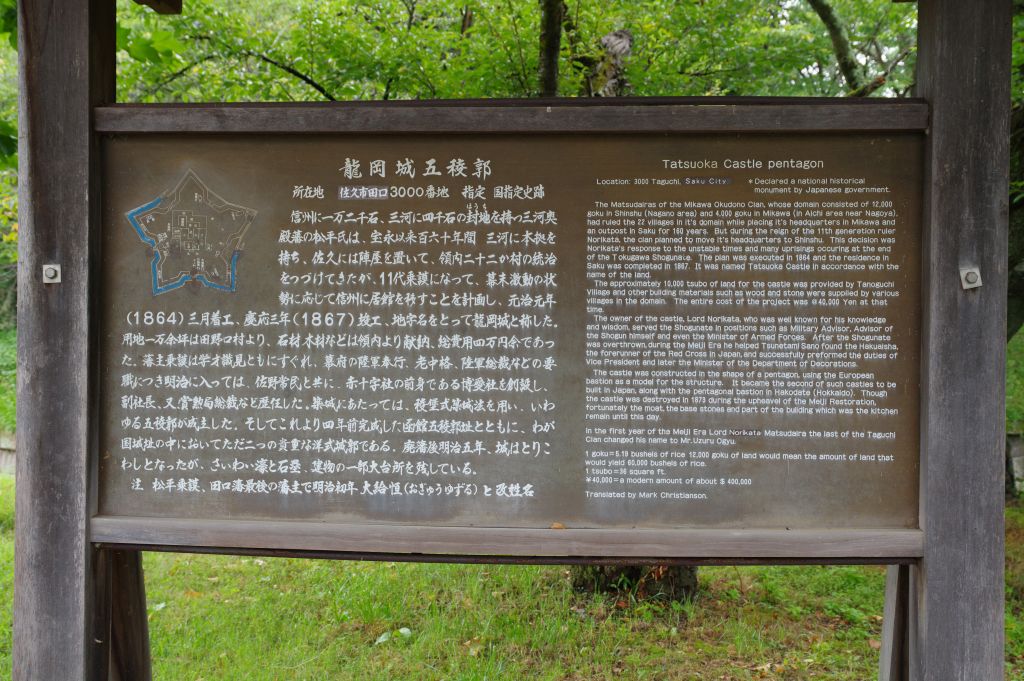 龍岡城五稜郭
所在地 佐久市田口3000番地 指定 国指定史跡
信州に一万二千石、三河に四千石の封地を持つ三河奥
殿藩の松平氏は、宝永以来百六十年間 三河に本拠を
持ち、佐久には陣屋を置いて、領内二十二か村の統治
をつづけてきたが、11代乗謨になって、幕末激動の状
勢に応じて信州に居館を移すことを計画し、元治元年
(1864)三月着工、慶応三年(1867)竣工、地字名をとって龍岡城と称した。
用地一万余坪は田野口村より、石材木材などは領内より献納、総費用四万円余であっ
た。藩主乗謨は学才識見ともにすぐれ、幕府の陸軍奉行、老中格、陸軍総裁などの要
職につき明治に入っては、佐野常民と共に、赤十字社の前身である博愛社を創設し、
副社長、又賞勲局総裁など歴任した。築城にあたっては、稜堡式築城法を用い、いわ
ゆる五稜郭が成立した。そしてこれより四年前完成した函館五稜郭址とともに、わが
国城址の中においてただ二つの貴重な洋式城郭である。廃藩後明治五年、城はとりこ
わしとなったが、さいわい濠と石塁、建物の一部大台所を残している。
注 松平乗謨、田口藩最後の藩主で明治初年 大給恒(おぎゅうゆずる)と改姓名
Tatsuoka Castle pentagon
Location: 3000 Taguchi, Saku City *Declared a national historical
monument by Japanese government.
The Matsudairas of the Mikawa Okudono Clan, whose domain consisted of 12,000
goku in Shinshu (Nagano area) and 4,000 goku in Mikawa (in Aichi area near Nagoya),
had ruled the 22 villages in it's domain while placing it's headquarters in Mikawa and
an outpost in Saku for 160 years. But during the reign of the 11th generation ruler
Norikata, the clan planned to move it's headquarters to Shinshu. This decision was
Norikata's response to the unstable times and many uprisings occuring at the end
of the Tokugawa Shogunate. The plan was executed in 1864 and the residence in
Saku was completed in 1867. It was named Tatsuoka Castle in accordance with the
name of the land.
The approximately 10,000 tsubo of land for the castle was provided by Tanoguchi
Village and other building materials such as wood and stone were supplied by various
villages in the domain. The entire cost of the project was ¥40,000 Yen at that
time.
The owner of the castle, Lord Norikata, who was well known for his knowledge
and wisdom, served the Shogunate in positions such as Military Advisor, Advisor of
the Shogun himself and even the Minister of Armed Forces. After the Shogunate
was overthrown during the Meiji Era he helped Tsunetami Sano found the Hakuaisha,
the forerunner of the Red Cross in Japan, and successfully preformed the duties of
Vice President and later the Minister of the Department of Decorations.
The castle was constructed in the shape of a pentagon, using the European
bastion as a model for the structure. It became the second of such castles to be
built in Japan, along with the pentagonal bastion in Hakodate (Hokkaido). Though
the castle was destroyed in 1873 during the upheavel of the Meiji Restoration,
fortunately the moat, the base stones and part of the building which was the kitchen
remain until this day.
In the first year of the Meiji Era Lord Norikata Matsudaira the last of the Taguchi
Clan changed his name to Mr.Uzuru Ogyu.
1 goku=5.19 bushels of rice 12,000 goku of land would mean the amount of land that
would yield 60,000 bushels of rice.
1 tsubo=36 square ft.
¥40,000=a modern amount of about $ 400,000
Translated by Mark Christianson.